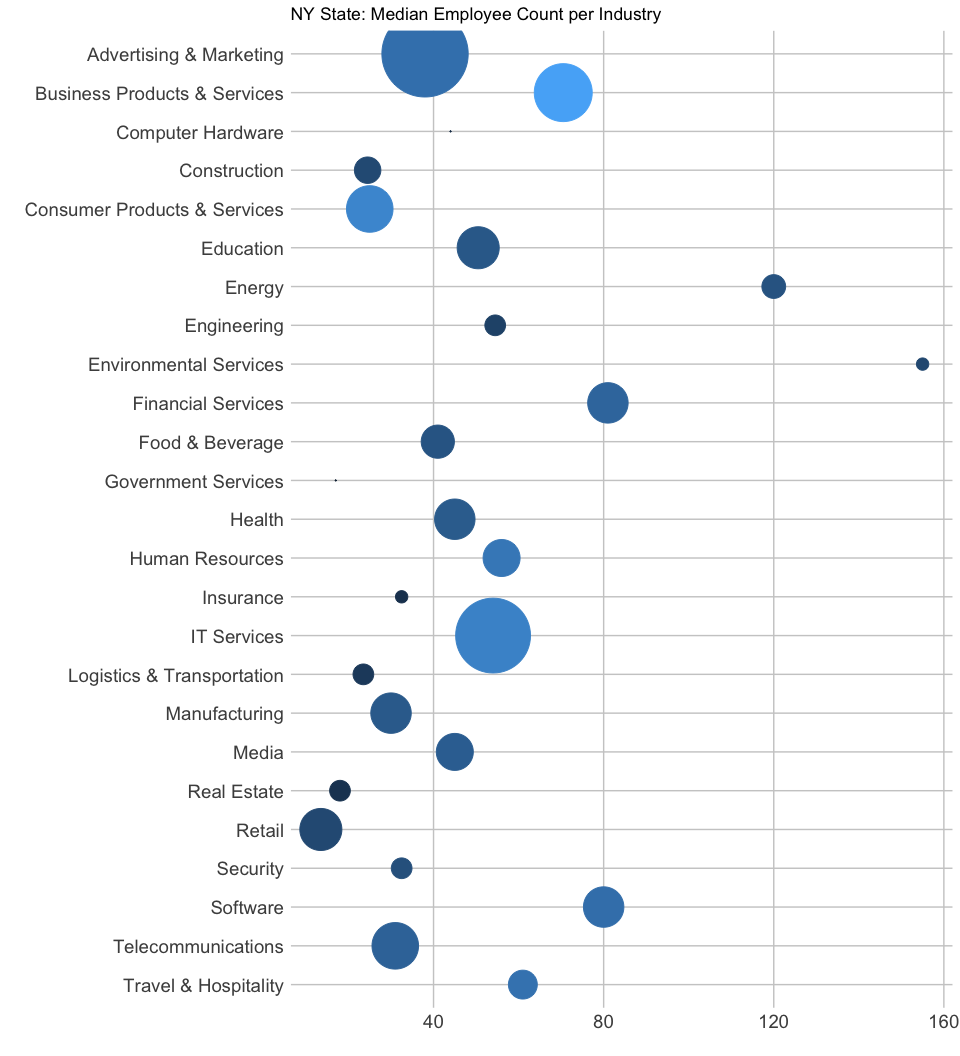 NY State: Median Employee Count per Industry
Advertising & Marketing
Business Products & Services
Computer Hardware
Construction
Consumer Products & Services
Education
Energy
Engineering
Environmental Services
Financial Services
Food & Beverage
Government Services
Health
Human Resources
Insurance
IT Services
Logistics & Transportation
Manufacturing
Media
Real Estate
Retail
Security
Software
Telecommunications
Travel & Hospitality
40 80 120 160